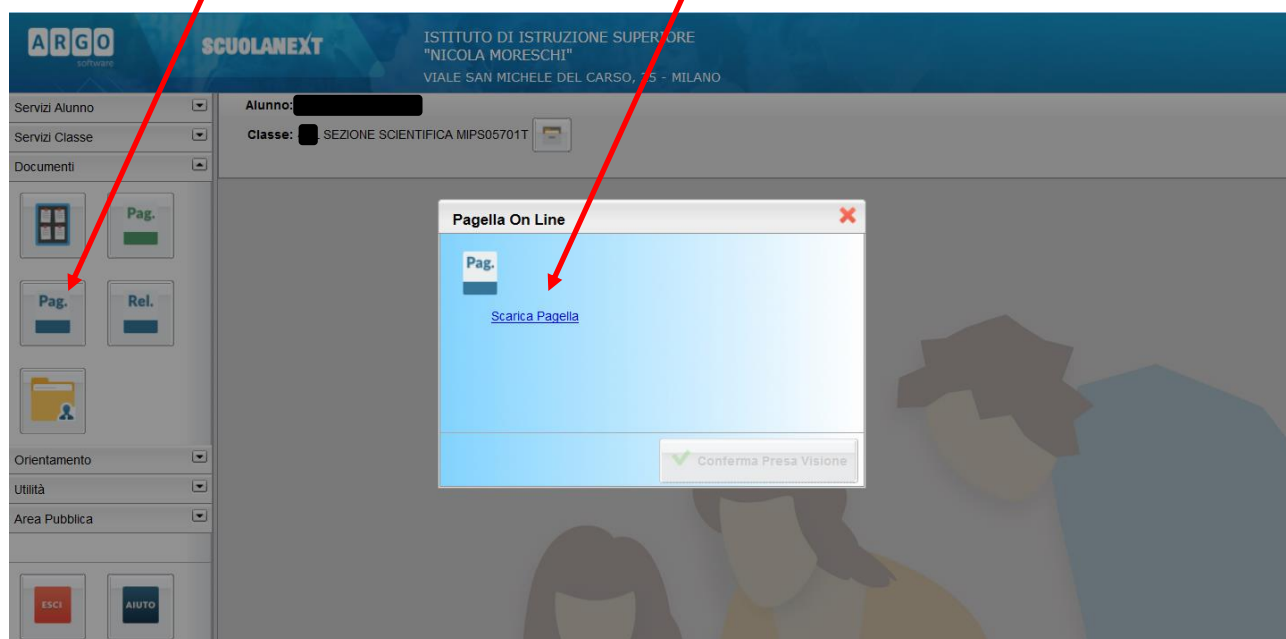 ARGO
software
SCUOLANEXT
ISTITUTO DI ISTRUZIONE SUPERIORE
"NICOLA MORESCHI"
VIALE SAN MICHELE DEL CARSO, 25 - MILANO
Servizi Alunno
Servizi Classe
Documenti
Pag.
Pag.
Rel.
Orientamento
Utilità
Area Pubblica
ESCI
AIUTO
Alunno:
Classe: SEZIONE SCIENTIFICA MIPS05701T
Pagella On Line
Pag.
Scarica Pagella
Conferma Presa Visione